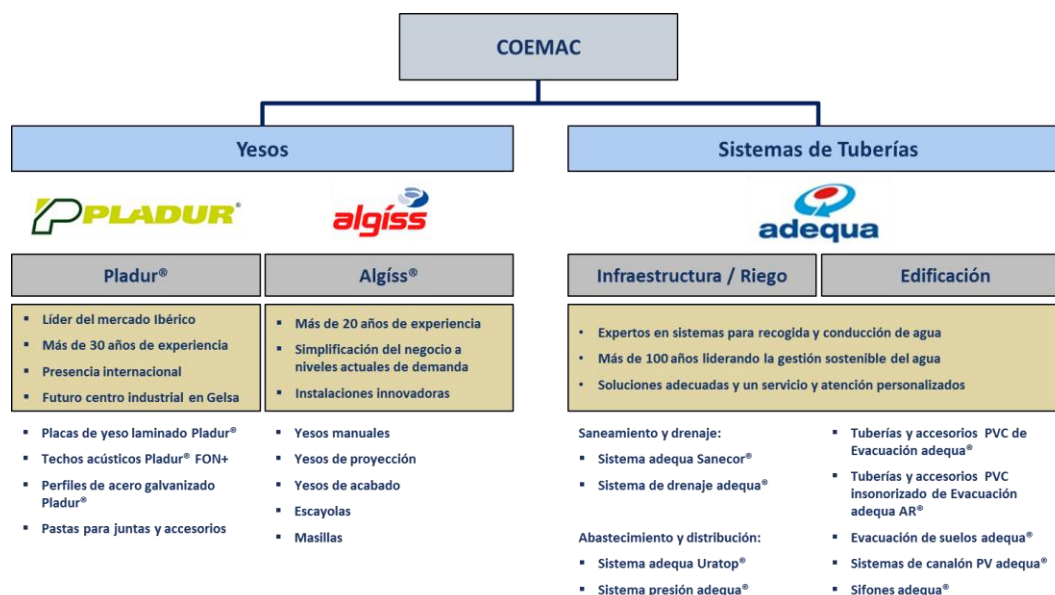 COEMAC
Yesos
Sistemas de Tuberías
PPLADUR®
algíss
adequa
Pladur®
Algíss®
Infraestructura / Riego
Edificación
▪ Líder del mercado Ibérico
▪ Más de 30 años de experiencia
▪ Presencia internacional
▪ Futuro centro industrial en Gelsa
▪ Más de 20 años de experiencia
▪ Simplificación del negocio a
niveles actuales de demanda
▪ Instalaciones innovadoras
• Expertos en sistemas para recogida y conducción de agua
• Más de 100 años liderando la gestión sostenible del agua
• Soluciones adecuadas y un servicio y atención personalizados
▪ Placas de yeso laminado Pladur®
▪ Techos acústicos Pladur® FON+
▪ Perfiles de acero galvanizado
Pladur®
▪ Pastas para juntas y accesorios
▪ Yesos manuales
▪ Yesos de proyección
▪ Yesos de acabado
▪ Escayolas
▪ Masillas
Saneamiento y drenaje:
▪ Sistema adequa Sanecor®
▪ Sistema de drenaje adequa®
Abastecimiento y distribución:
▪ Sistema adequa Uratop®
▪ Sistema presión adequa®
▪ Tuberías y accesorios PVC de
Evacuación adequa®
▪ Tuberías y accesorios PVC
insonorizado de Evacuación
adequa AR®
▪ Evacuación de suelos adequa®
▪ Sistemas de canalón PV adequa®
▪ Sifones adequa®